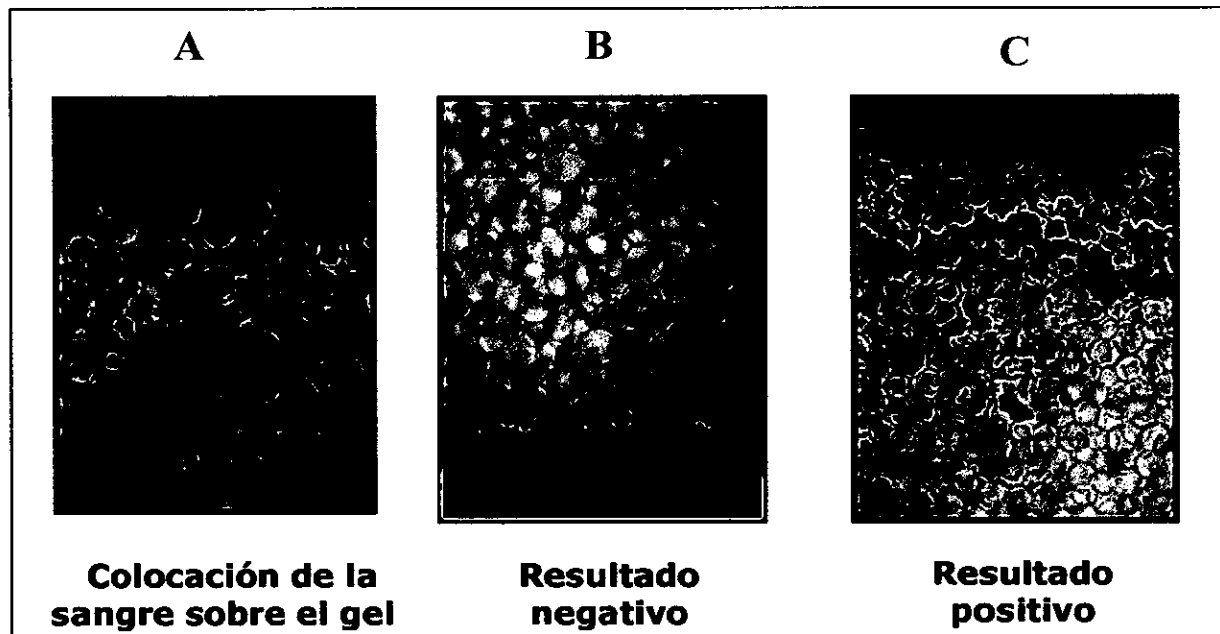 A
B
C
Colocación de la
sangre sobre el gel
Resultado
negativo
Resultado
positivo